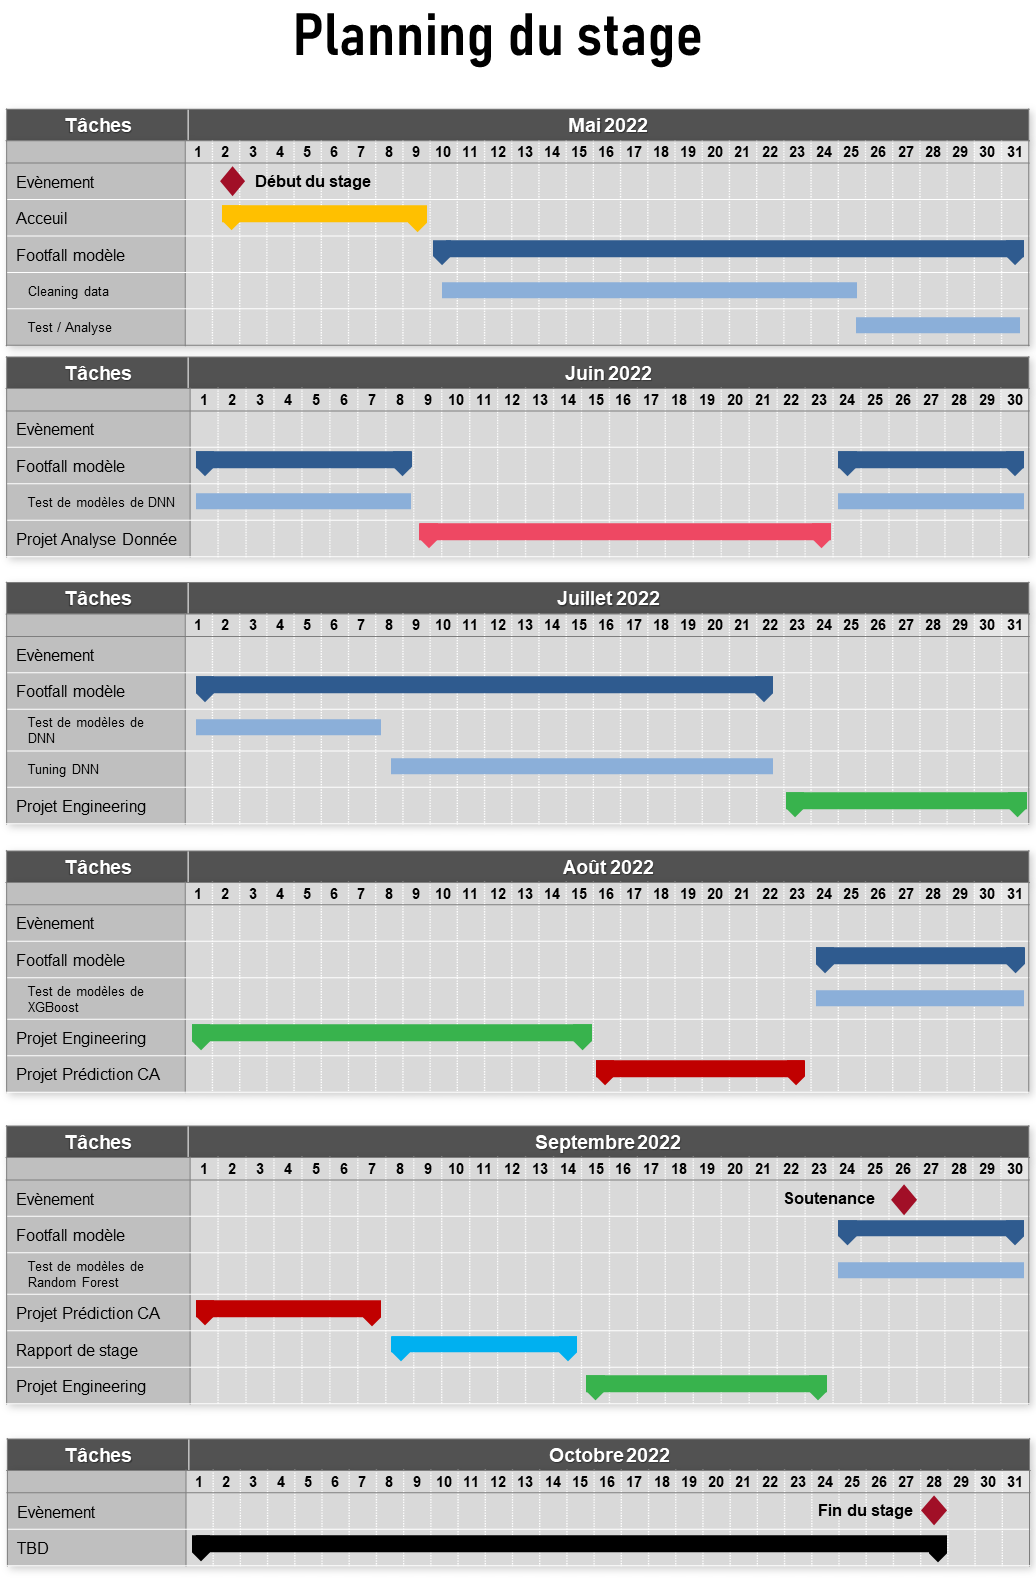 Planning du stage
Tâches Mai 2022
1 2 3 4 5 6 7 8 9 10 11 12 13 14 15 16 17 18 19 20 21 22 23 24 25 26 27 28 29 30 31
Evènement Début du stage
Acceuil
Footfall modèle
Cleaning data
Test / Analyse
Tâches Juin 2022
1 2 3 4 5 6 7 8 9 10 11 12 13 14 15 16 17 18 19 20 21 22 23 24 25 26 27 28 29 30
Evènement
Footfall modèle
Test de modèles de DNN
Projet Analyse Donnée
Tâches Juillet 2022
1 2 3 4 5 6 7 8 9 10 11 12 13 14 15 16 17 18 19 20 21 22 23 24 25 26 27 28 29 30 31
Evènement
Footfall modèle
Test de modèles de
DNN
Tuning DNN
Projet Engineering
Tâches Août 2022
1 2 3 4 5 6 7 8 9 10 11 12 13 14 15 16 17 18 19 20 21 22 23 24 25 26 27 28 29 30 31
Evènement
Footfall modèle
Test de modèles de
XGBoost
Projet Engineering
Projet Prédiction CA
Tâches Septembre 2022
1 2 3 4 5 6 7 8 9 10 11 12 13 14 15 16 17 18 19 20 21 22 23 24 25 26 27 28 29 30
Evènement Soutenance
Footfall modèle
Test de modèles de
Random Forest
Projet Prédiction CA
Rapport de stage
Projet Engineering
Tâches Octobre 2022
1 2 3 4 5 6 7 8 9 10 11 12 13 14 15 16 17 18 19 20 21 22 23 24 25 26 27 28 29 30 31
Evènement Fin du stage
TBD